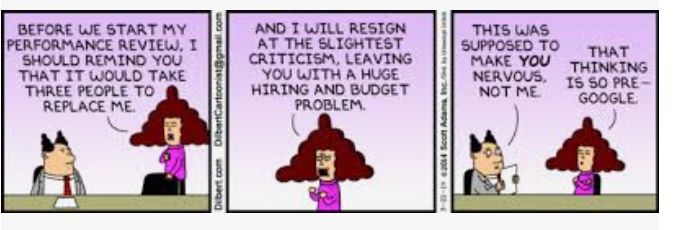 BEFORE WE START MY
PERFORMANCE REVIEW, I
SHOULD REMIND YOU
THAT IT WOULD TAKE
THREE PEOPLE TO
REPLACE ME.
Dilbert.com DilbertCartoonist@gmail.com
AND I WILL RESIGN
AT THE SLIGHTEST
CRITICISM, LEAVING
YOU WITH A HUGE
HIRING AND BUDGET
PROBLEM.
©2014 Scott Adams, Inc.
THIS WAS
SUPPOSED TO
MAKE YOU
NERVOUS,
NOT ME.
THAT
THINKING
IS SO PRE-
GOOGLE.